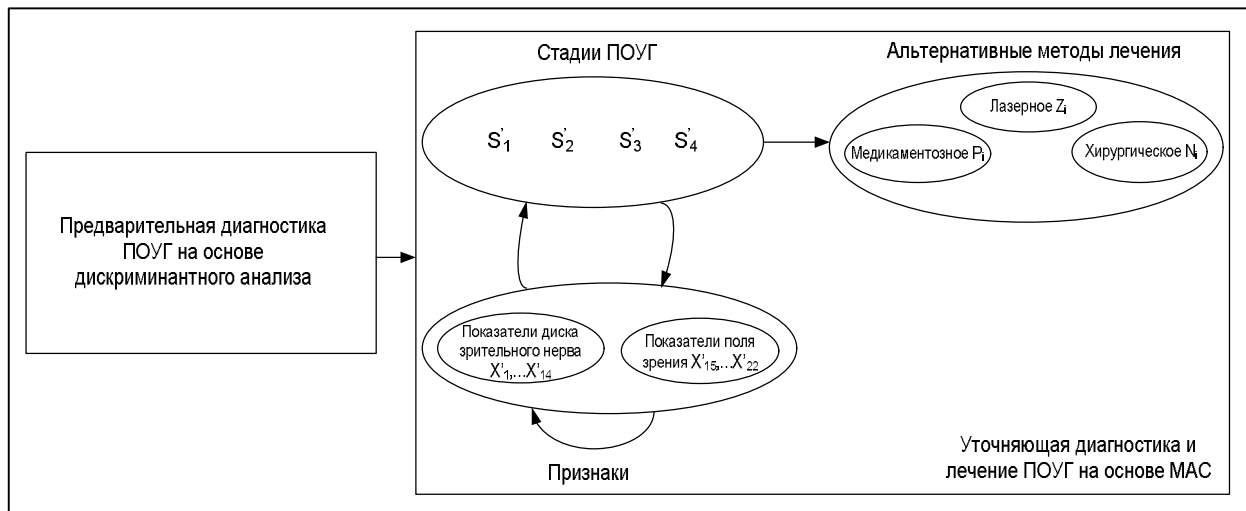 Предварительная диагностика
ПОУГ на основе
дискриминантного анализа
Стадии ПОУГ
S'1 S'2 S'3 S'4
Альтернативные методы лечения
Лазерное Zi
Медикаментозное Pi
Хирургическое Ni
Показатели диска
зрительного нерва
X'1,...X'14
Показатели поля
зрения X'15,...X'22
Признаки
Уточняющая диагностика и
лечение ПОУГ на основе МАС